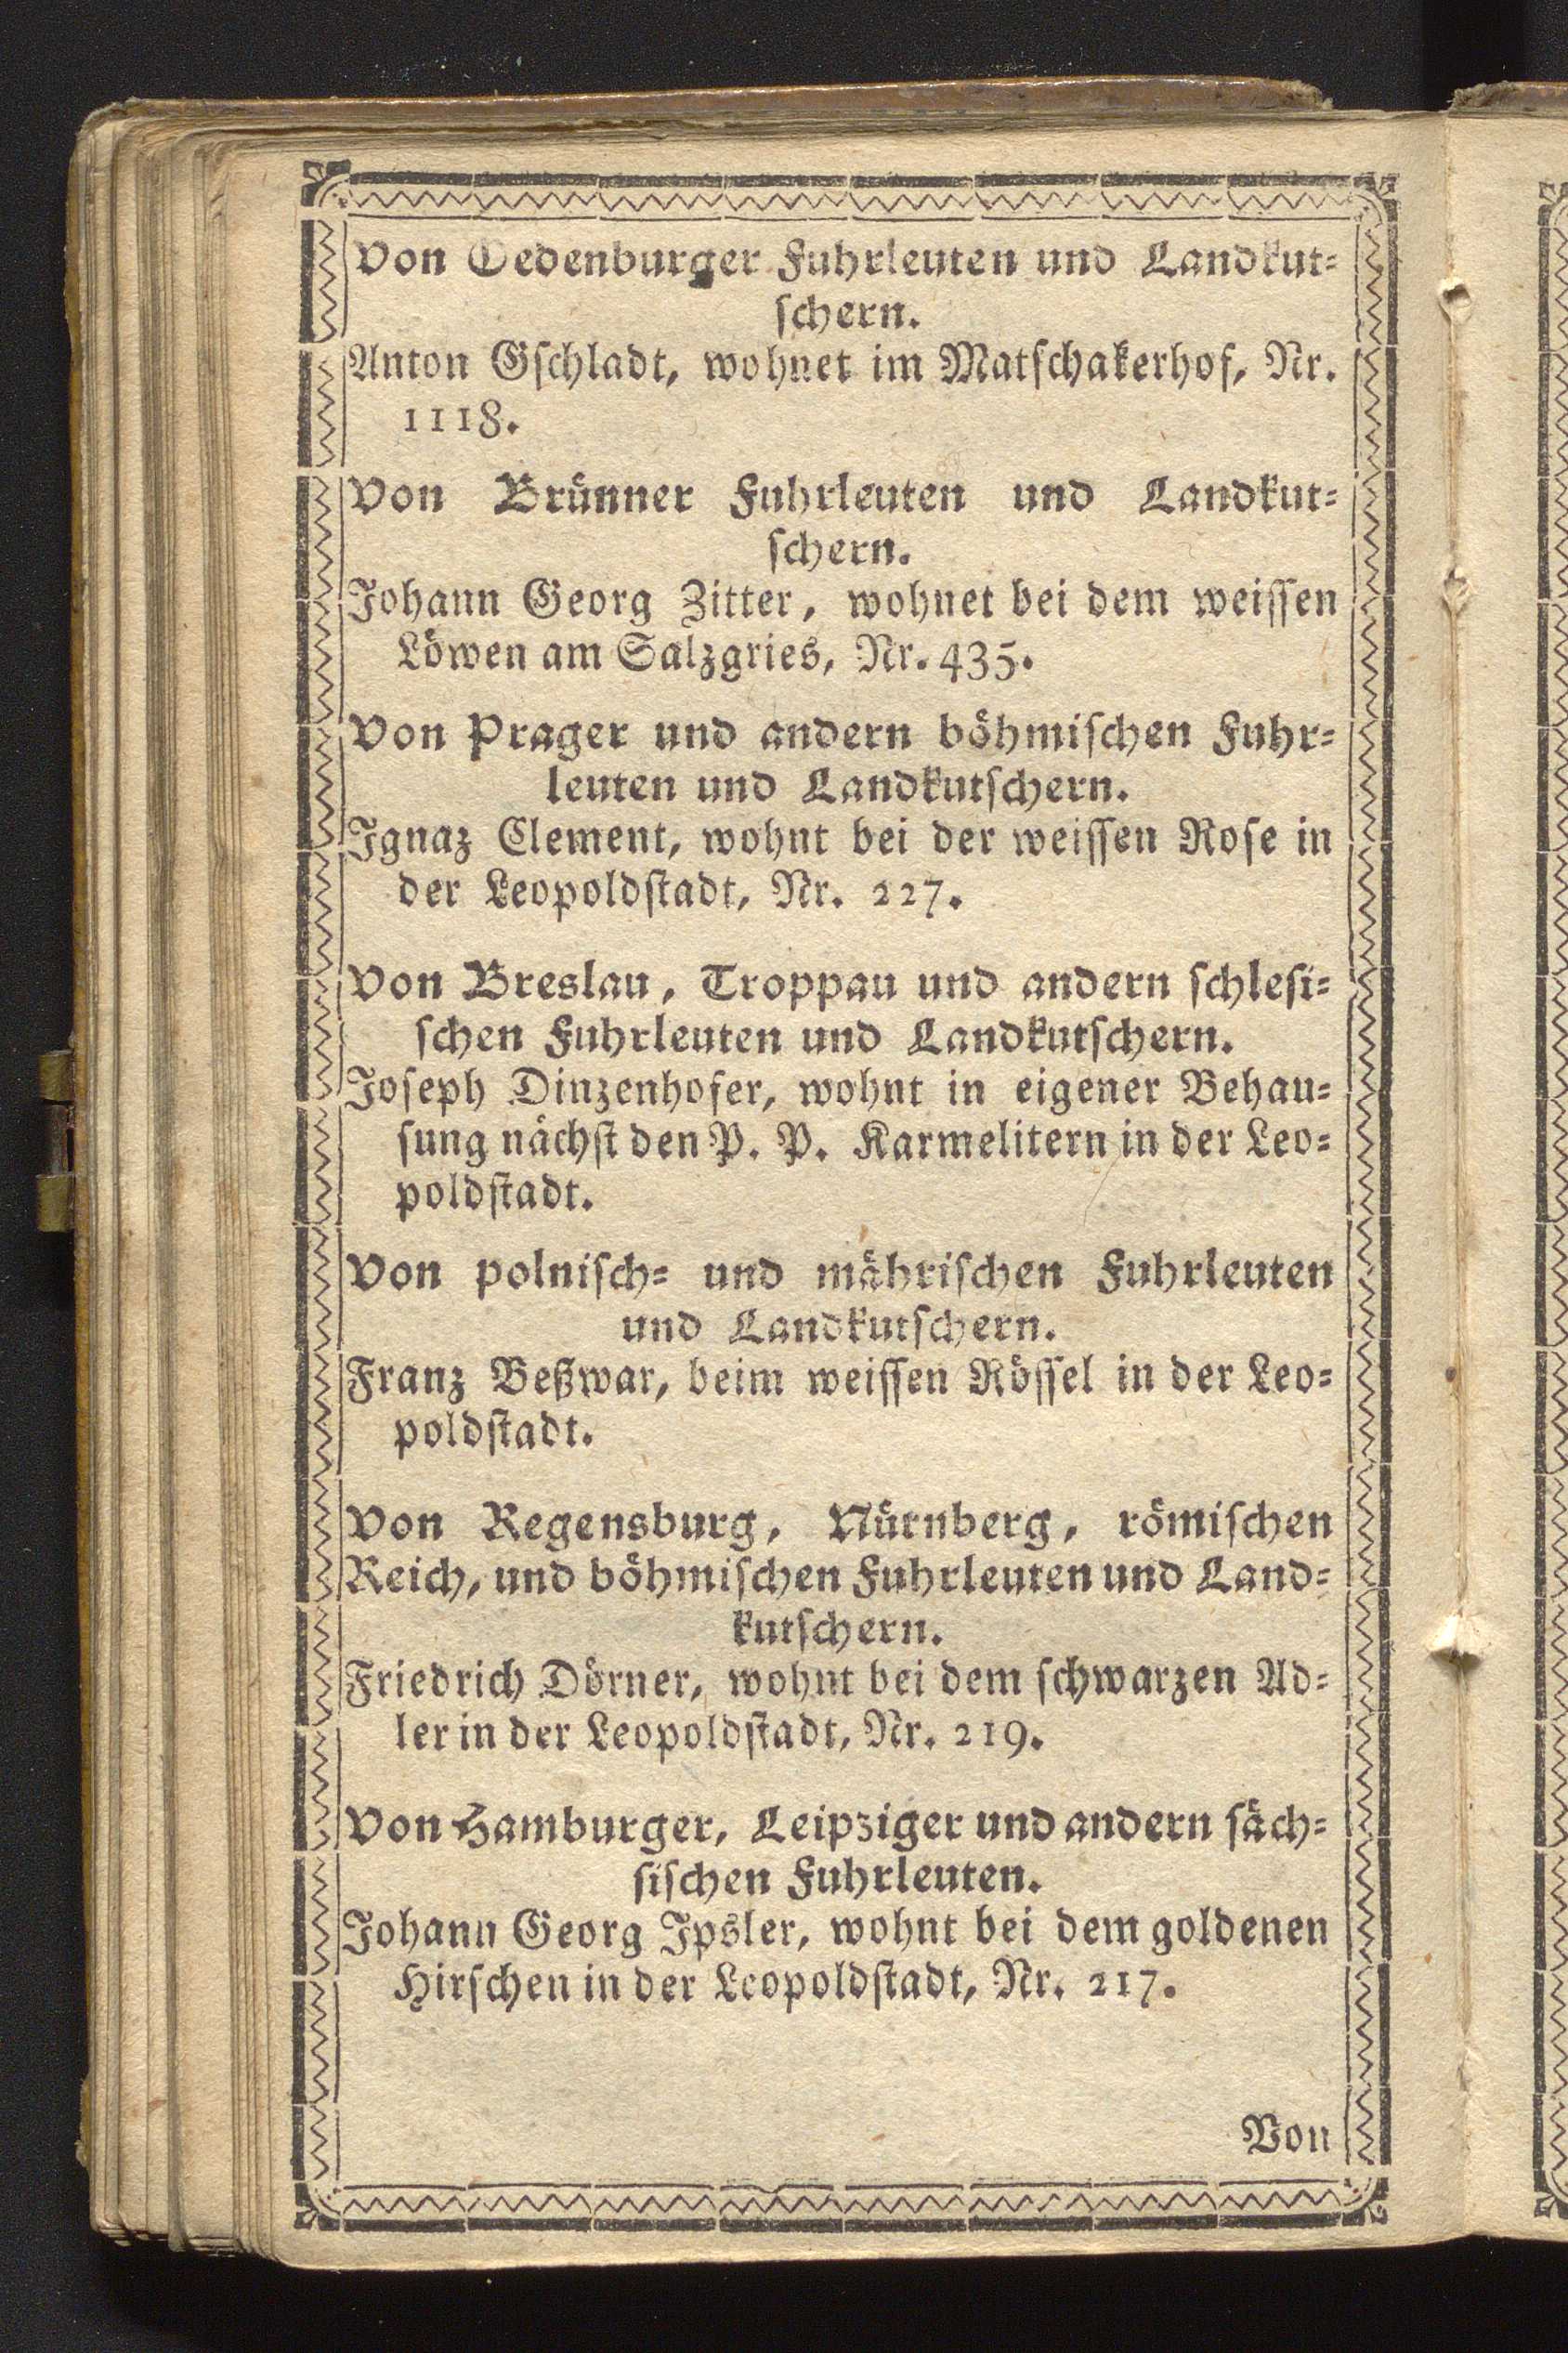 Von Oedenburger Fuhrleuten und Landkut=
ſchern.
Anton Gſchladt, wohnet im Matſchakerhof, Nr.
1118.
Von Brünner Fuhrleuten und Landkut=
ſchern.
Johann Georg Zitter, wohnet bei dem weiſſen
Löwen am Salzgries, Nr. 435.
Von Prager und andern böhmiſchen Fuhr=
leuten und Landkutſchern.
Ignaz Clement, wohnt bei der weiſſen Roſe in
der Leopoldſtadt, Nr. 227.
Von Breslau, Troppau und andern ſchleſi=
ſchen Fuhrleuten und Landkutſchern.
Joſeph Dinzenhofer, wohnt in eigener Behau=
ſung nächſt den P. P. Karmelitern in der Leo=
poldſtadt.
Von polniſch= und mähriſchen Fuhrleuten
und Landkutſchern.
Franz Beßwar, beim weiſſen Röſſel in der Leo=
poldſtadt.
Von Regensburg, Nürnberg, römiſchen
Reich, und böhmiſchen Fuhrleuten und Land=
kutſchern.
Friedrich Dörner, wohnt bei dem ſchwarzen Ad=
ler in der Leopoldſtadt, Nr. 219.
Von Hamburger, Leipziger und andern ſäch=
ſiſchen Fuhrleuten.
Johann Georg Ipsler, wohnt bei dem goldenen
Hirſchen in der Leopoldſtadt, Nr. 217.
Von